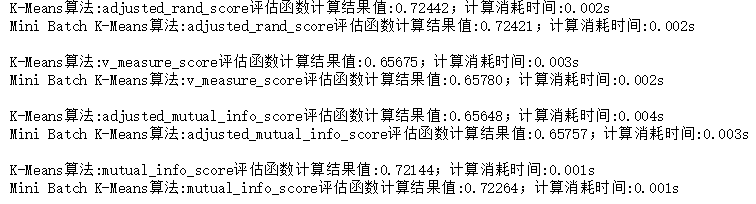 K-Means算法:adjusted_rand_score评估函数计算结果值:0.72442；计算消耗时间:0.002s
Mini Batch K-Means算法:adjusted_rand_score评估函数计算结果值:0.72421；计算消耗时间:0.002s
K-Means算法:v_measure_score评估函数计算结果值:0.65675；计算消耗时间:0.003s
Mini Batch K-Means算法:v_measure_score评估函数计算结果值:0.65780；计算消耗时间:0.002s
K-Means算法:adjusted_mutual_info_score评估函数计算结果值:0.65648；计算消耗时间:0.004s
Mini Batch K-Means算法:adjusted_mutual_info_score评估函数计算结果值:0.65757；计算消耗时间:0.003s
K-Means算法:mutual_info_score评估函数计算结果值:0.72144；计算消耗时间:0.001s
Mini Batch K-Means算法:mutual_info_score评估函数计算结果值:0.72264；计算消耗时间:0.001s